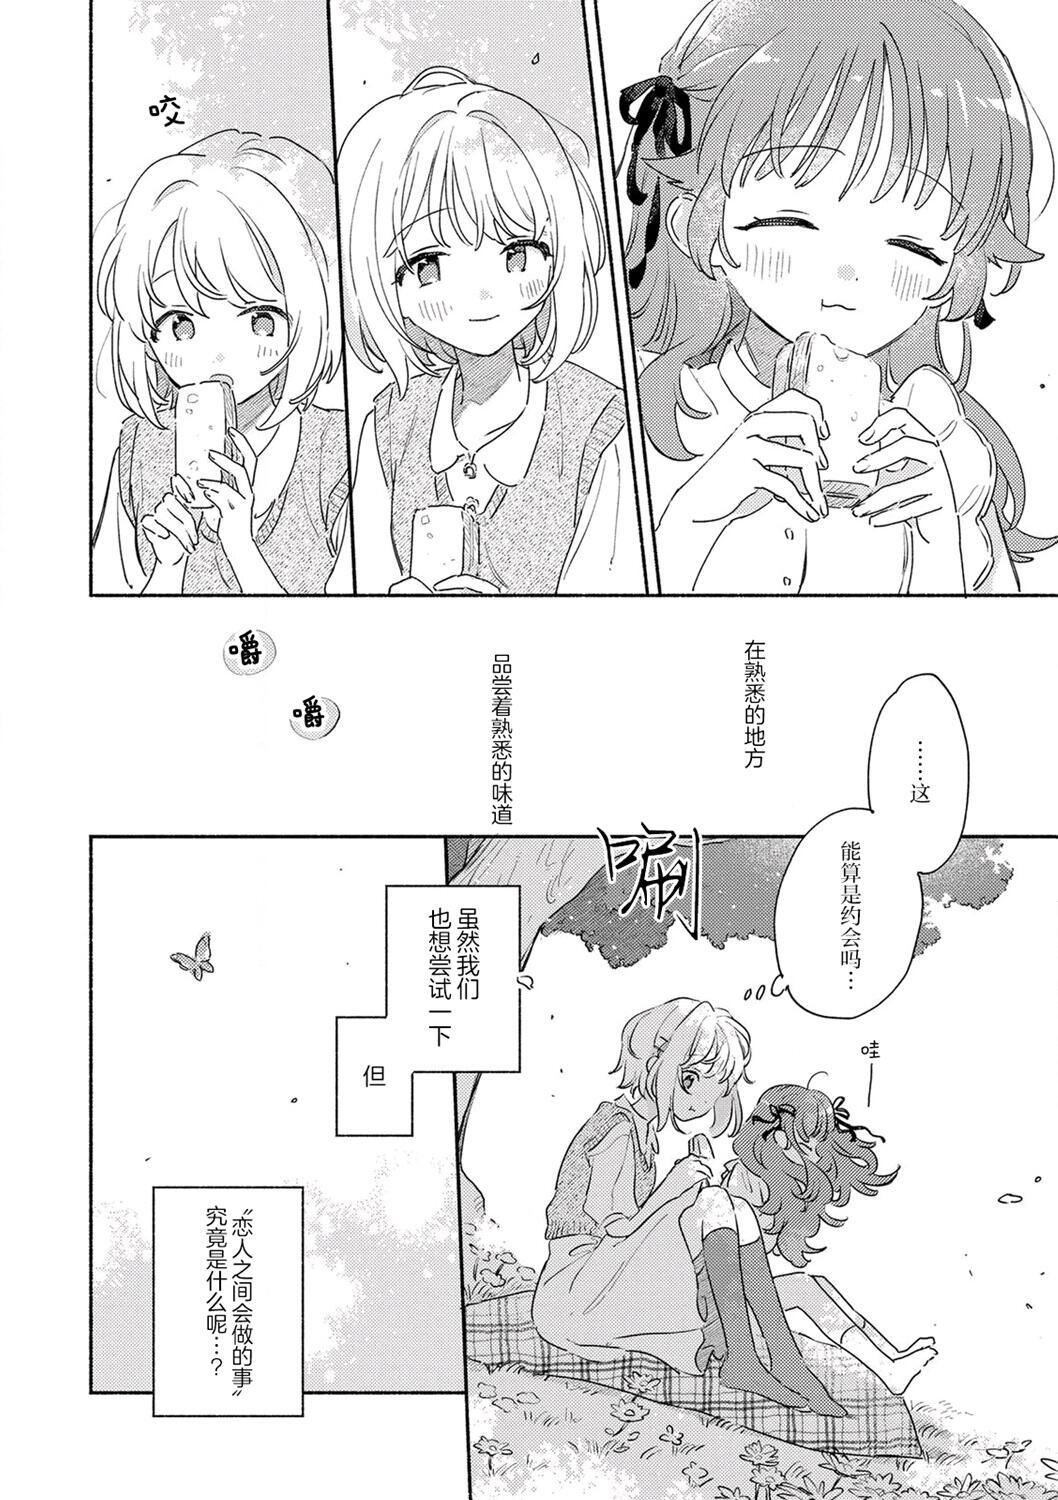 咬
在熟悉的地方
品尝着熟悉的味道
嚼
嚼
……这
能算是约会吗…
唰
哇
虽然我们
也想尝试一下
但
“恋人之间会做的事”
究竟是什么呢…?